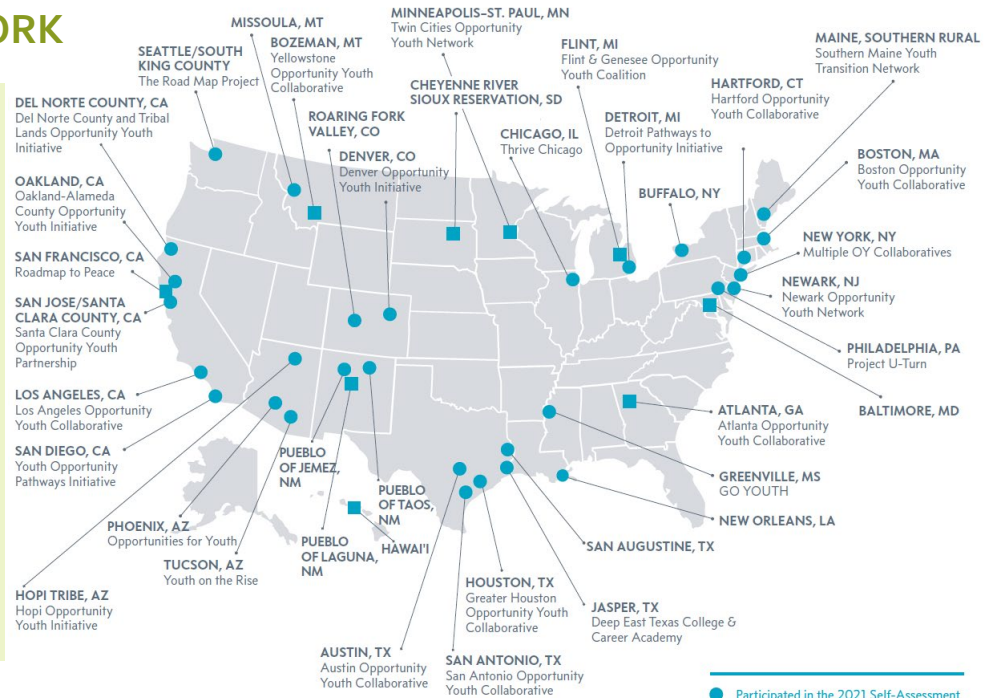 ORK
MISSOULA, MT
MINNEAPOLIS–ST. PAUL, MN
Twin Cities Opportunity
Youth Network
SEATTLE/SOUTH
KING COUNTY
The Road Map Project
BOZEMAN, MT
Yellowstone
Opportunity Youth
Collaborative
FLINT, MI
Flint & Genesee Opportunity
Youth Coalition
MAINE, SOUTHERN RURAL
Southern Maine Youth
Transition Network
CHEYENNE RIVER
SIOUX RESERVATION, SD
HARTFORD, CT
Hartford Opportunity
Youth Collaborative
DEL NORTE COUNTY, CA
Del Norte County and Tribal
Lands Opportunity Youth
Initiative
ROARING FORK
VALLEY, CO
CHICAGO, IL
Thrive Chicago
DETROIT, MI
Detroit Pathways to
Opportunity Initiative
DENVER, CO
Denver Opportunity
Youth Initiative
BOSTON, MA
Boston Opportunity
Youth Collaborative
OAKLAND, CA
Oakland-Alameda
County Opportunity
Youth Initiative
BUFFALO, NY
NEW YORK, NY
Multiple OY Collaboratives
SAN FRANCISCO, CA
Roadmap to Peace
NEWARK, NJ
Newark Opportunity
Youth Network
SAN JOSE/SANTA
CLARA COUNTY, CA
Santa Clara County
Opportunity Youth
Partnership
PHILADELPHIA, PA
Project U-Turn
LOS ANGELES, CA
Los Angeles Opportunity
Youth Collaborative
BALTIMORE, MD
ATLANTA, GA
Atlanta Opportunity
Youth Collaborative
SAN DIEGO, CA
Youth Opportunity
Pathways Initiative
PUEBLO
OF JEMEZ,
NM
GREENVILLE, MS
GO YOUTH
PUEBLO
OF TAOS,
NM
NEW ORLEANS, LA
PHOENIX, AZ
Opportunities for Youth
PUEBLO
OF LAGUNA,
NM
HAWAI'I
SAN AUGUSTINE, TX
TUCSON, AZ
Youth on the Rise
HOUSTON, TX
Greater Houston
Opportunity Youth
Collaborative
HOPI TRIBE, AZ
Hopi Opportunity
Youth Initiative
JASPER, TX
Deep East Texas College &
Career Academy
AUSTIN, TX
Austin Opportunity
Youth Collaborative
SAN ANTONIO, TX
San Antonio Opportunity
Youth Collaborative
Participated in the 2021 Self-Assessment